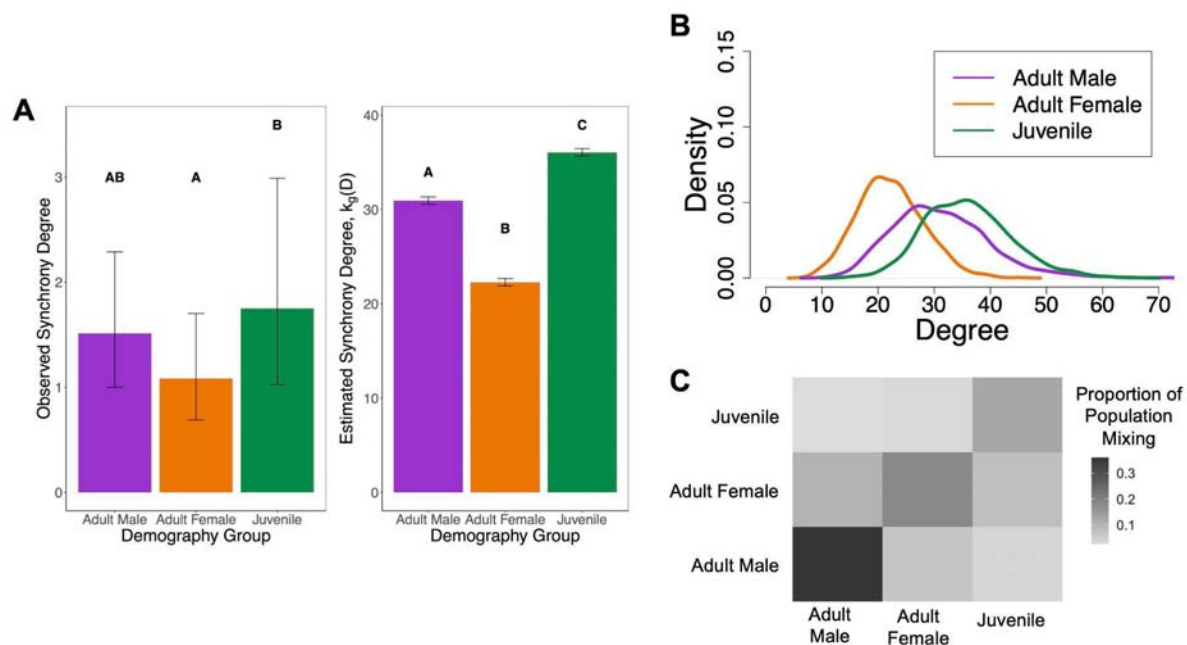 A
Observed Synchrony Degree
3
2
1
0
AB
A
B
Adult Male Adult Female Juvenile
Demography Group
Estimated Synchrony Degree, kg(D)
40
30
20
10
0
A
B
C
Adult Male Adult Female Juvenile
Demography Group
B
Density
0.15
0.10
0.05
0.00
Adult Male
Adult Female
Juvenile
0 10 20 30 40 50 60 70
Degree
C
Juvenile
Adult Female
Adult Male
Adult
Male
Adult
Female
Juvenile
Proportion of
Population
Mixing
0.3
0.2
0.1